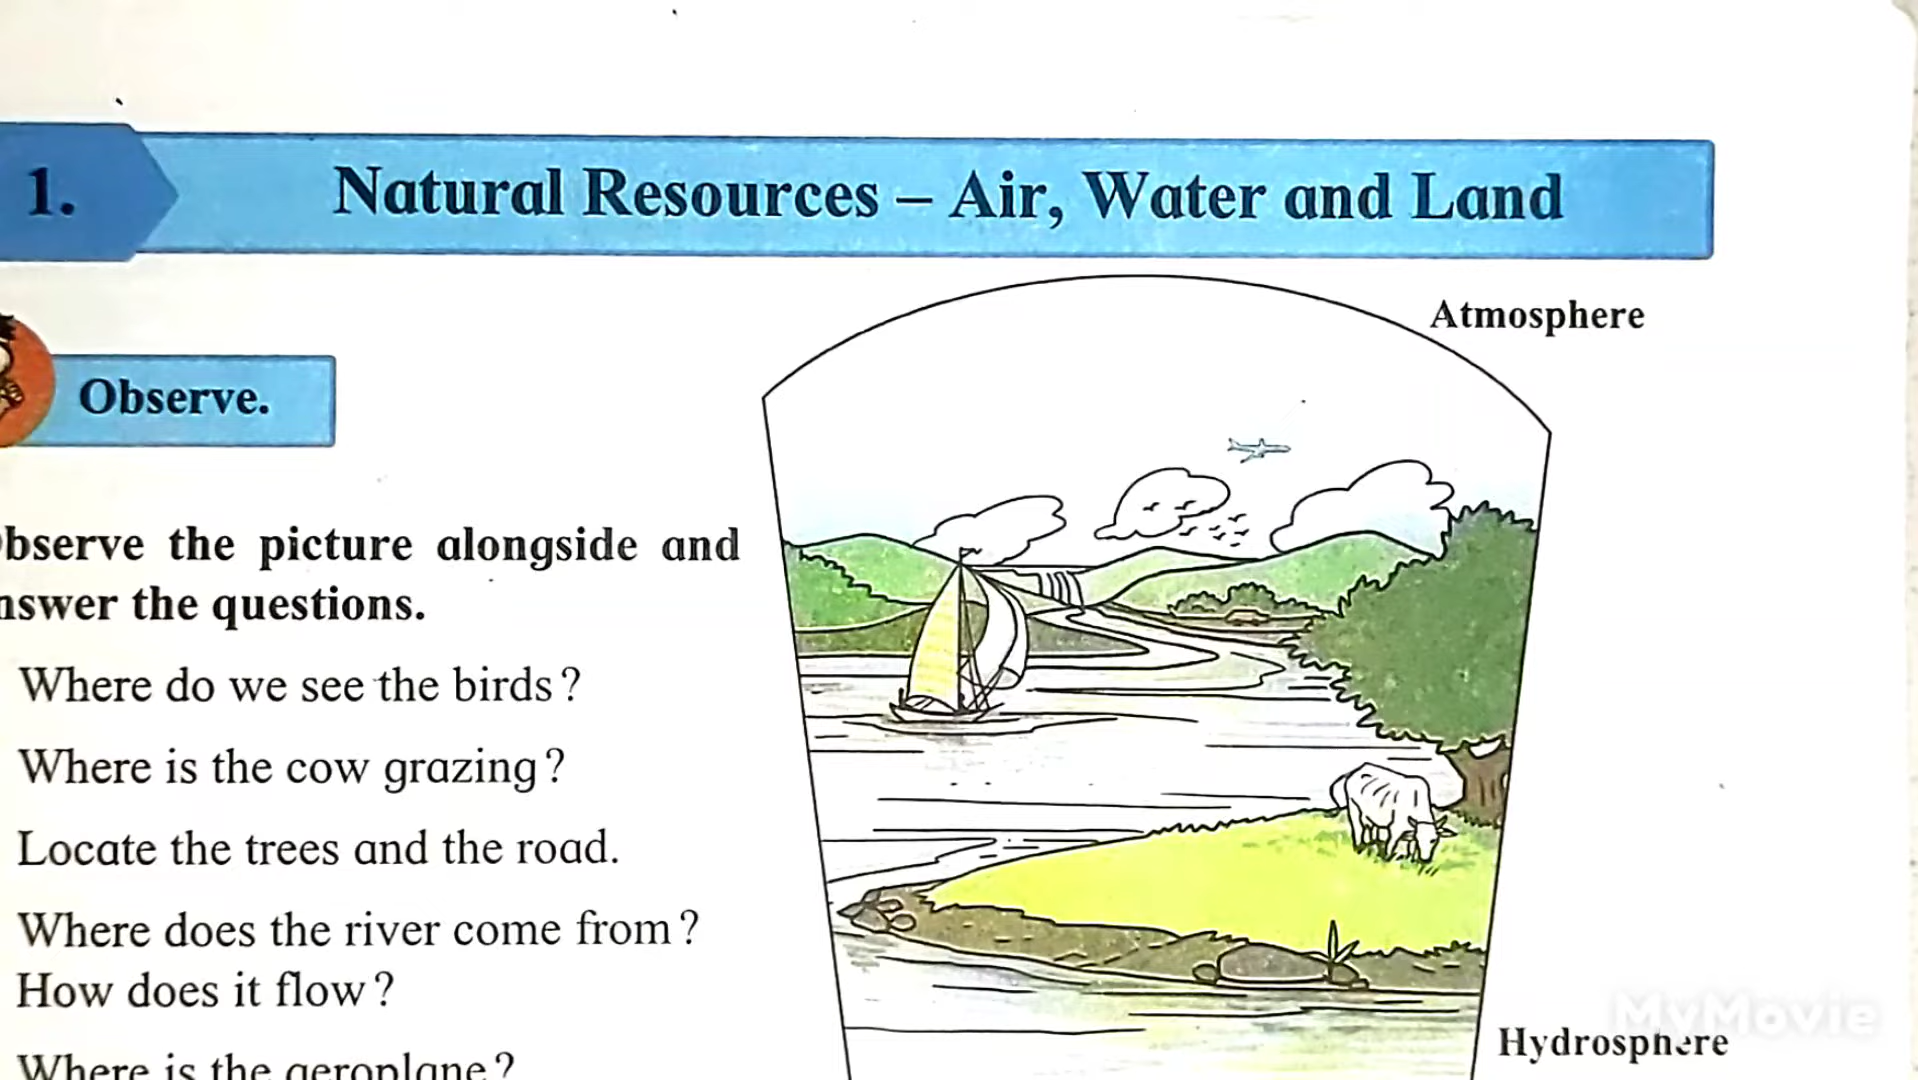 1.
Natural Resources – Air, Water and Land
Observe.
Atmosphere
bserve the picture alongside and
nswer the questions.
Where do we see the birds?
Where is the cow grazing?
Locate the trees and the road.
Where does the river come from?
How does it flow?
Where is the aeroplane?
MyMovie
Hydrosphere